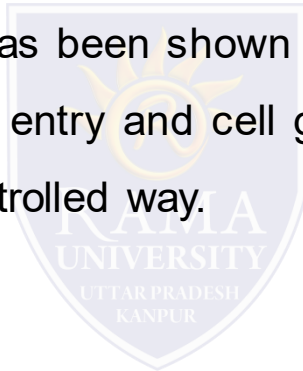 as been shown
entry and cell g
trolled way.
RAMA
UNIVERSITY
UTTAR PRADESH
KANPUR